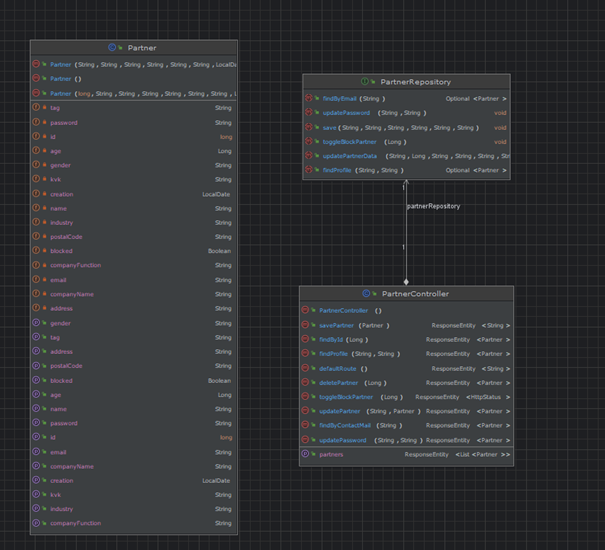 Partner
Partner (String, String, String, String, String, String, LocalDa
Partner ()
Partner (long, String, String, String, String, String, String, L
tag String
password String
id long
age Long
gender String
kvk String
creation LocalDate
name String
industry String
postalCode String
blocked Boolean
companyFunction String
email String
companyName String
address String
gender String
tag String
address String
postalCode String
blocked Boolean
age Long
name String
password String
id long
email String
companyName String
creation LocalDate
kvk String
industry String
companyFunction String
PartnerRepository
findByEmail (String) Optional <Partner>
updatePassword (String, String) void
save (String, String, String, String, String, String) void
toggleBlockPartner (Long) void
updatePartnerData (String, Long, String, String, String, String, Str
findProfile (String, String) Optional <Partner>
1
partnerRepository
1
PartnerController
PartnerController ()
savePartner (Partner) ResponseEntity <String>
findById (Long) ResponseEntity <Partner>
findProfile (String, String) ResponseEntity <Partner>
defaultRoute () ResponseEntity <String>
deletePartner (Long) ResponseEntity <Partner>
toggleBlockPartner (Long) ResponseEntity <HttpStatus>
updatePartner (String, Partner) ResponseEntity <Partner>
findByContactMail (String) ResponseEntity <Partner>
updatePassword (String, String) ResponseEntity <Partner>
partners ResponseEntity <List <Partner>>